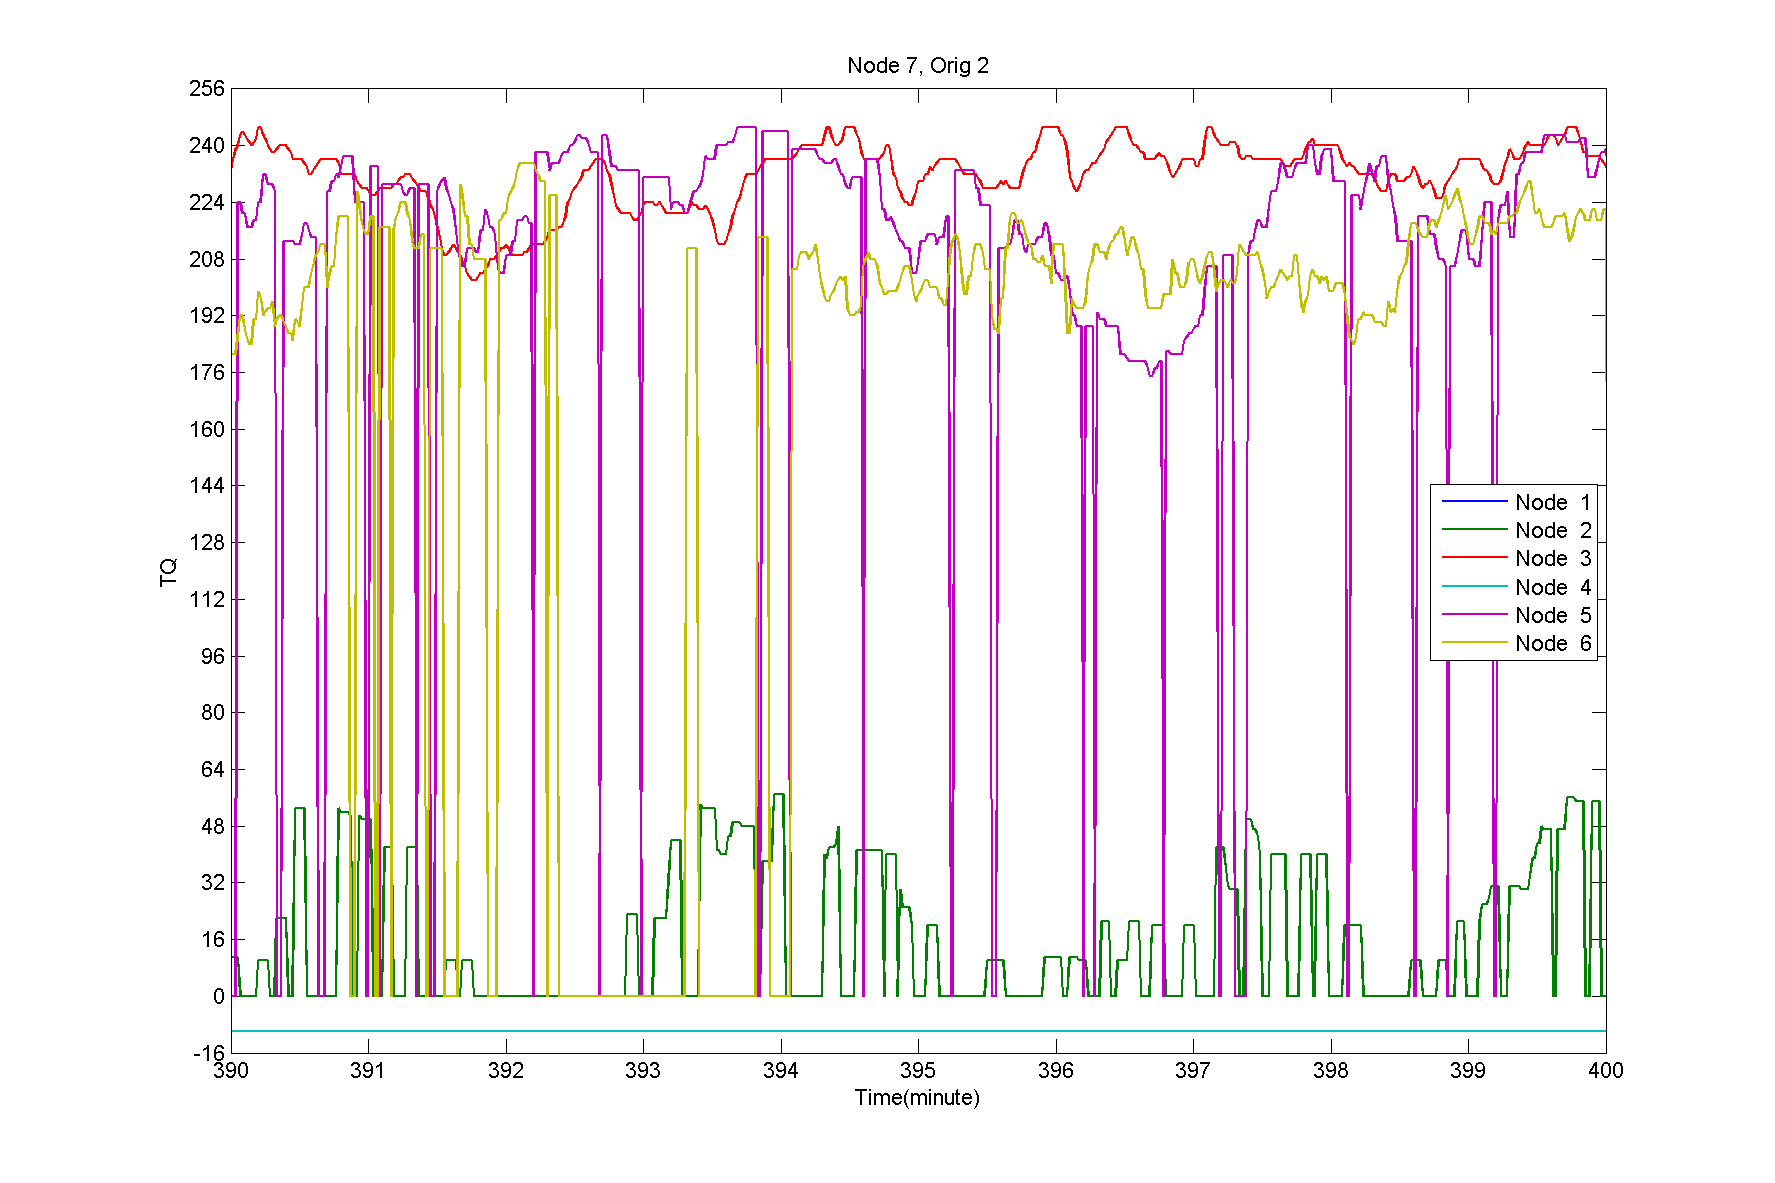 Node 7, Orig 2
256
240
224
208
192
176
160
144
128
112
96
80
64
48
32
16
0
-16
TQ
Node 1
Node 2
Node 3
Node 4
Node 5
Node 6
390 391 392 393 394 395 396 397 398 399 400
Time(minute)